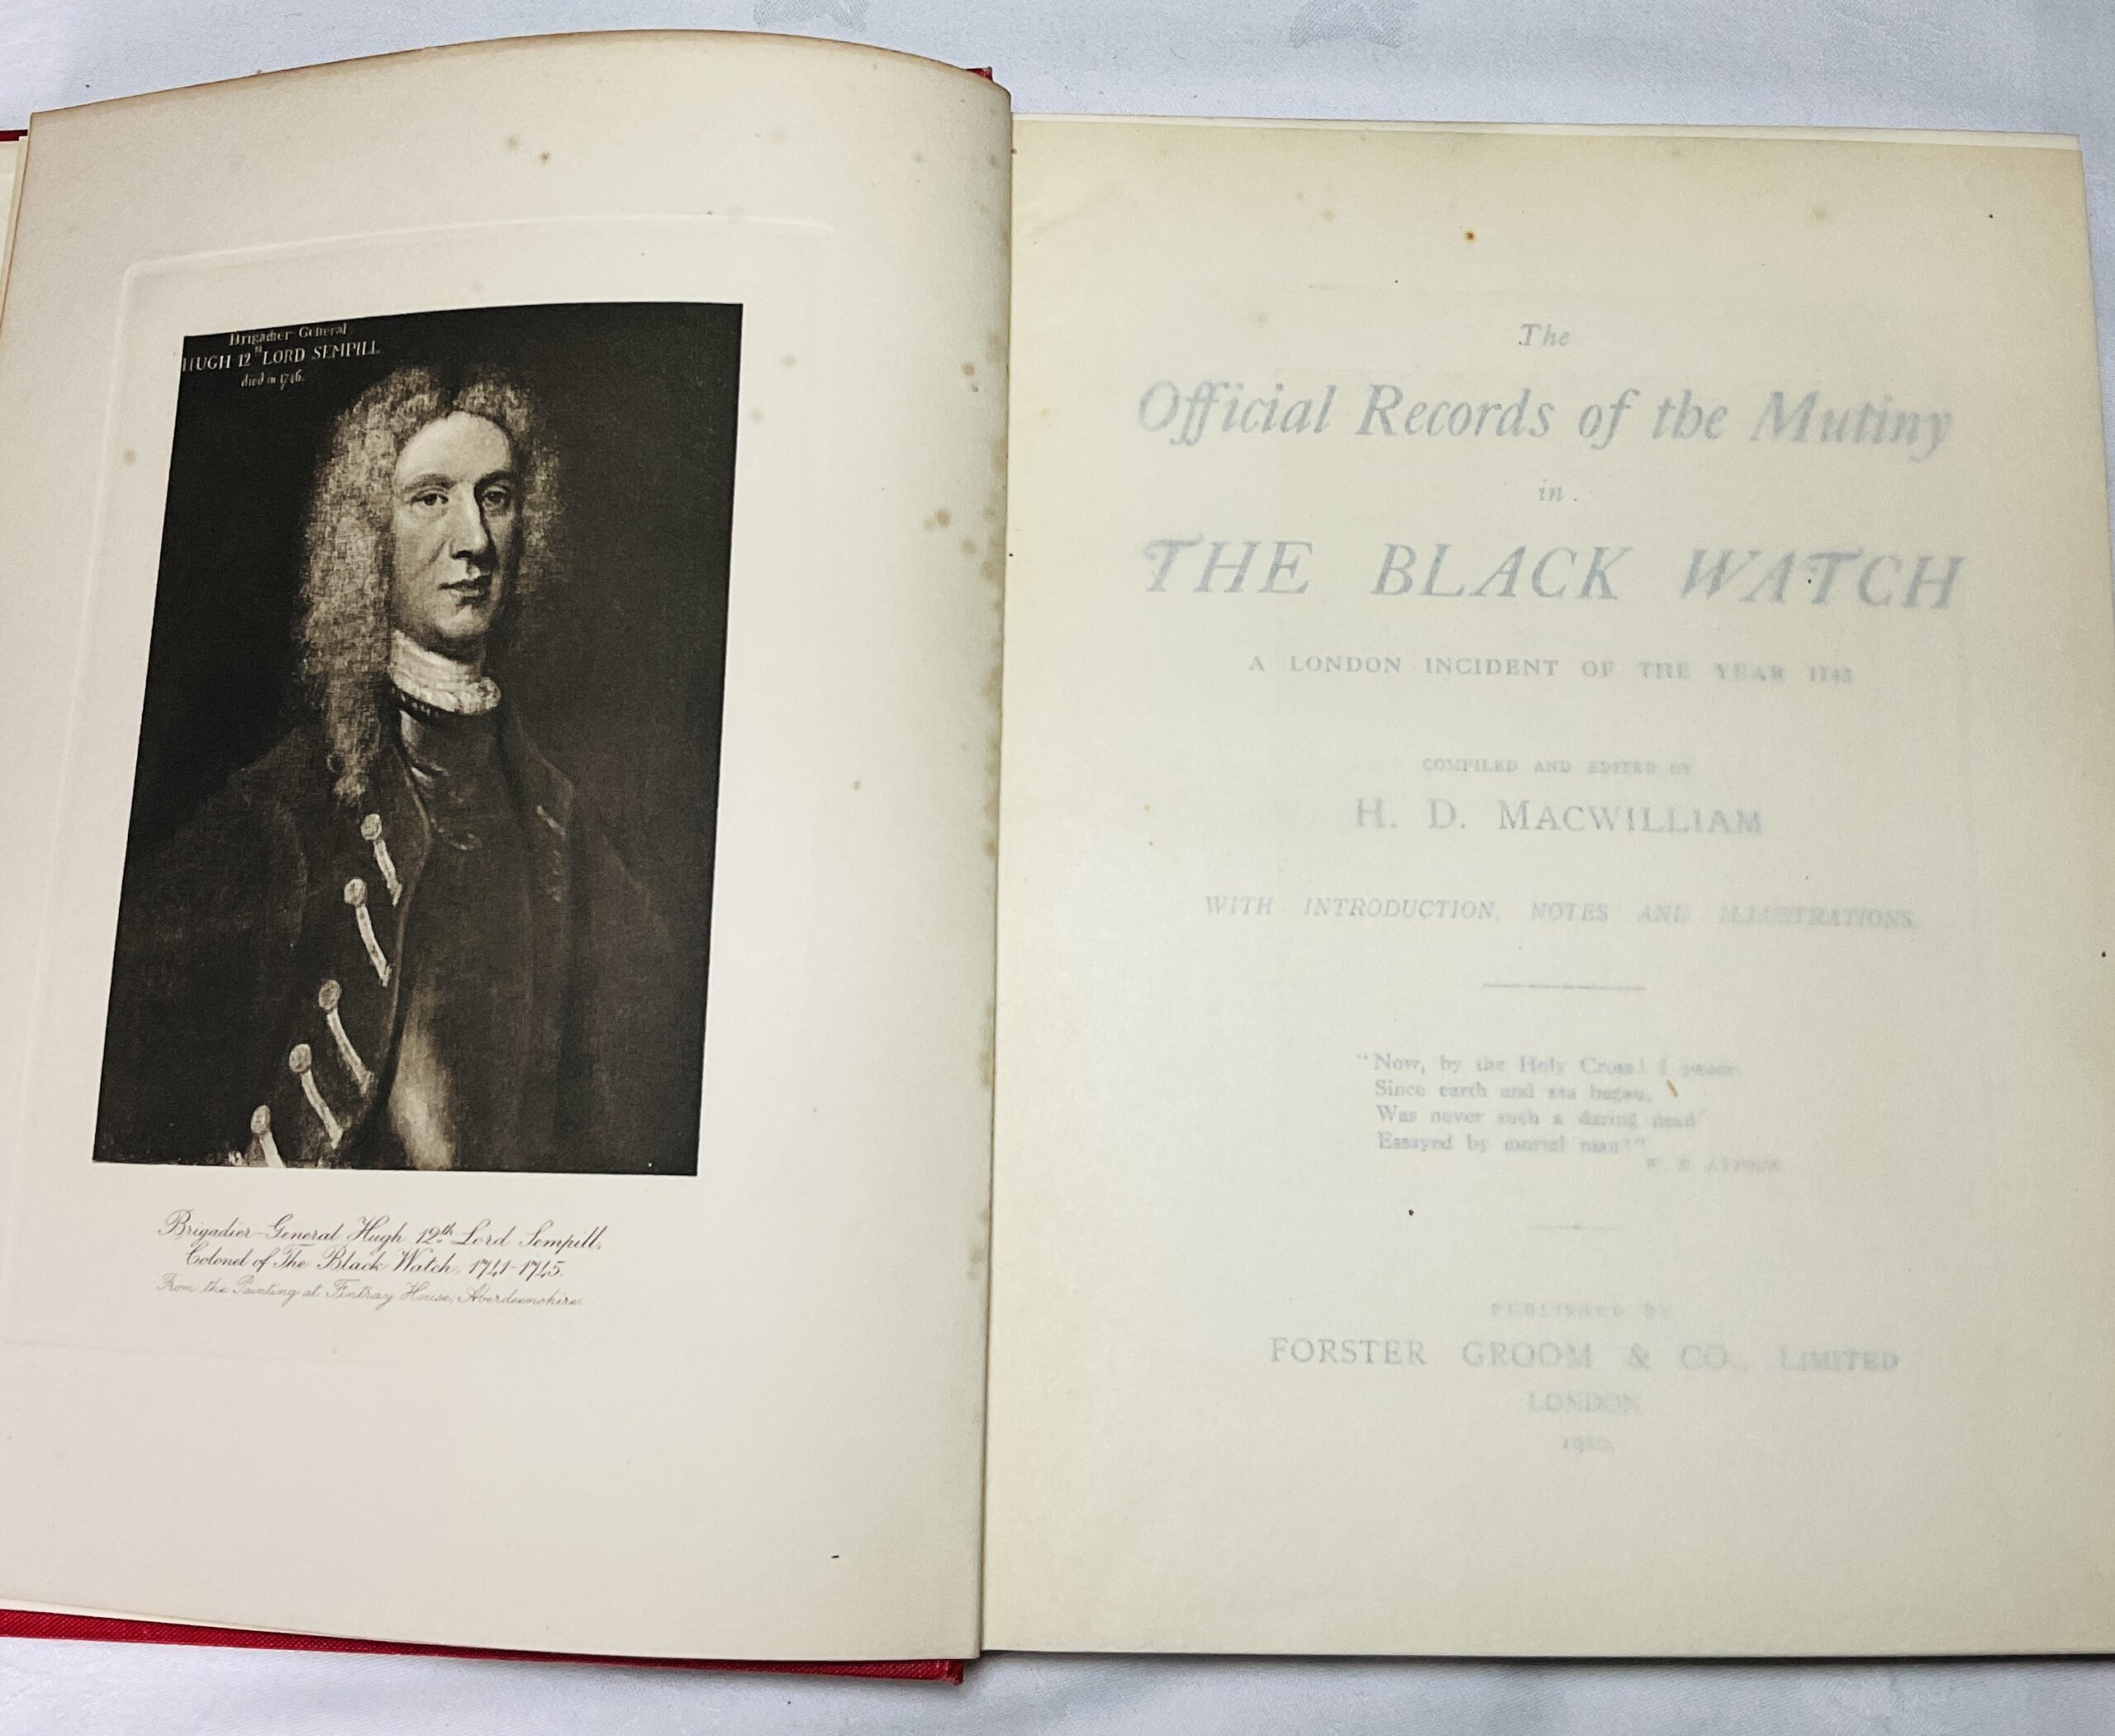 Brigadier-General
HUGH 12th LORD SEMPILL
died in 1746.
Brigadier-General Hugh 12th Lord Sempill,
Colonel of The Black Watch. 1741-1745.
From the Painting at Fintray House, Aberdeenshire.
The
Official Records of the Mutiny
in
THE BLACK WATCH
A LONDON INCIDENT OF THE YEAR 1743
COMPILED AND EDITED BY
H. D. MACWILLIAM
WITH INTRODUCTION, NOTES AND ILLUSTRATIONS
"Now, by the Holy Cross! I swear,
Since earth and sea began,
Was never such a daring deed
Essayed by mortal man!"
W. E. AYTOUN
PUBLISHED BY
FORSTER GROOM & CO., LIMITED
LONDON
1910.